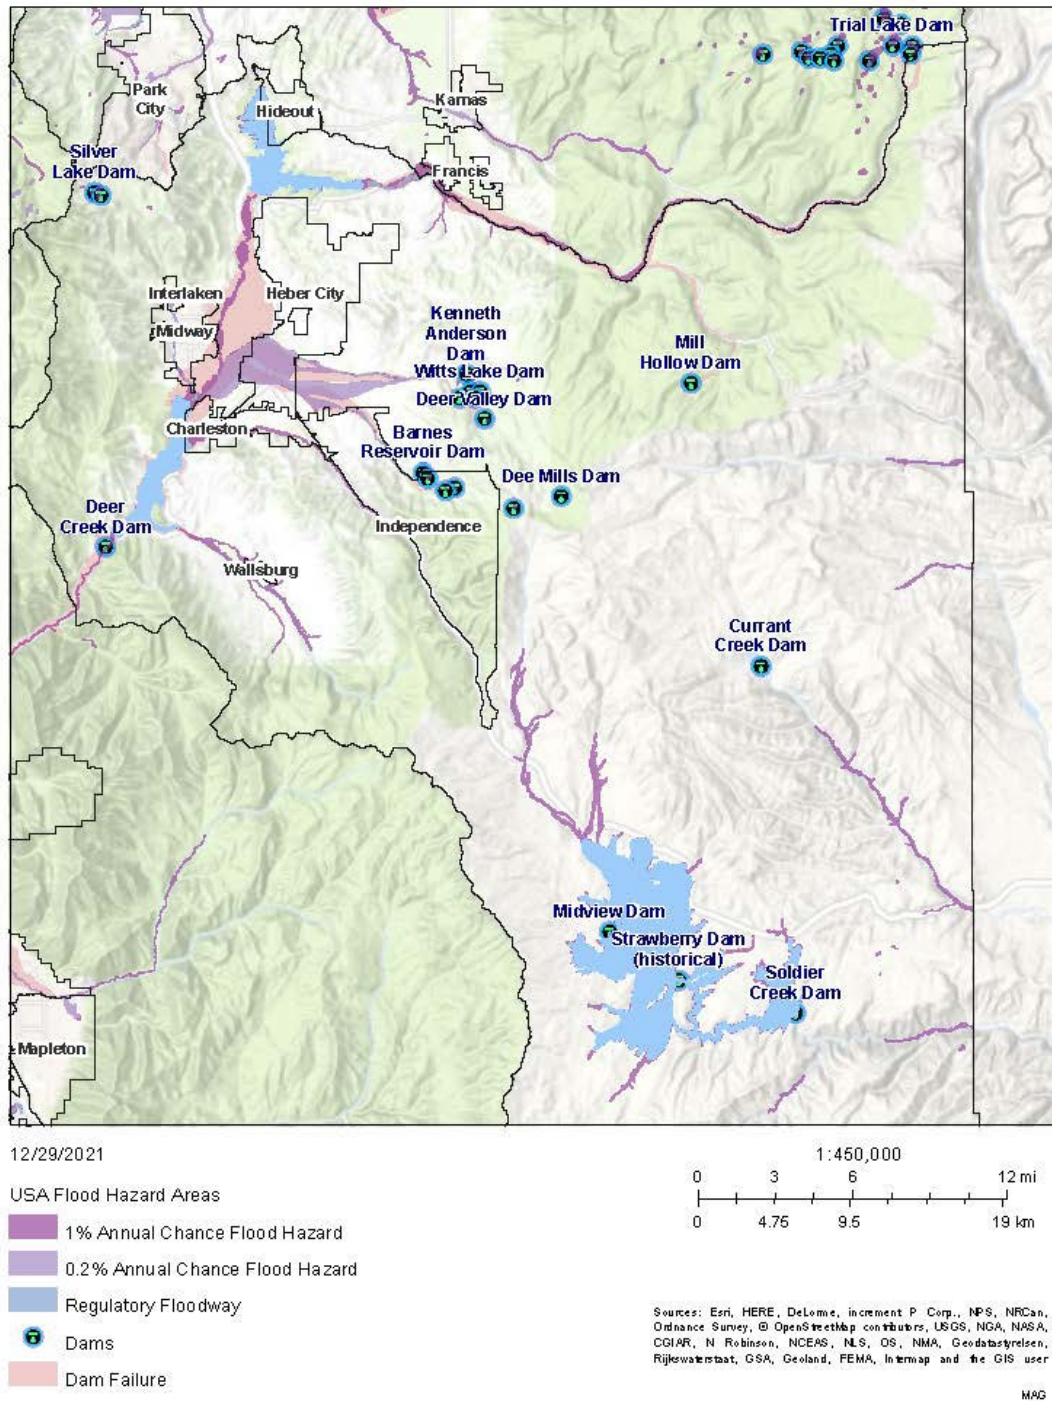 Trial Lake Dam
Park
City
Hideout
Kamas
Silver
Lake Dam
Francis
Interlaken
Heber City
Midway
Kenneth
Anderson
Dam
Witts Lake Dam
Deer Valley Dam
Mill
Hollow Dam
Charleston
Barnes
Reservoir Dam
Dee Mills Dam
Deer
Creek Dam
Independence
Wallsburg
Currant
Creek Dam
Midview Dam
Strawberry Dam
(historical)
Soldier
Creek Dam
Mapleton
12/29/2021
1:450,000
0 3 6 12 mi
0 4.75 9.5 19 km
USA Flood Hazard Areas
1% Annual Chance Flood Hazard
0.2% Annual Chance Flood Hazard
Regulatory Floodway
Dams
Dam Failure
Sources: Esri, HERE, DeLorme, increment P Corp., NPS, NRCan,
Ordnance Survey, © OpenStreetMap contributors, USGS, NGA, NASA,
CGIAR, N Robinson, NCEAS, NLS, OS, NMA, Geodatastyrelsen,
Rijkswaterstaat, GSA, Geoland, FEMA, Intermap and the GIS user
MAG